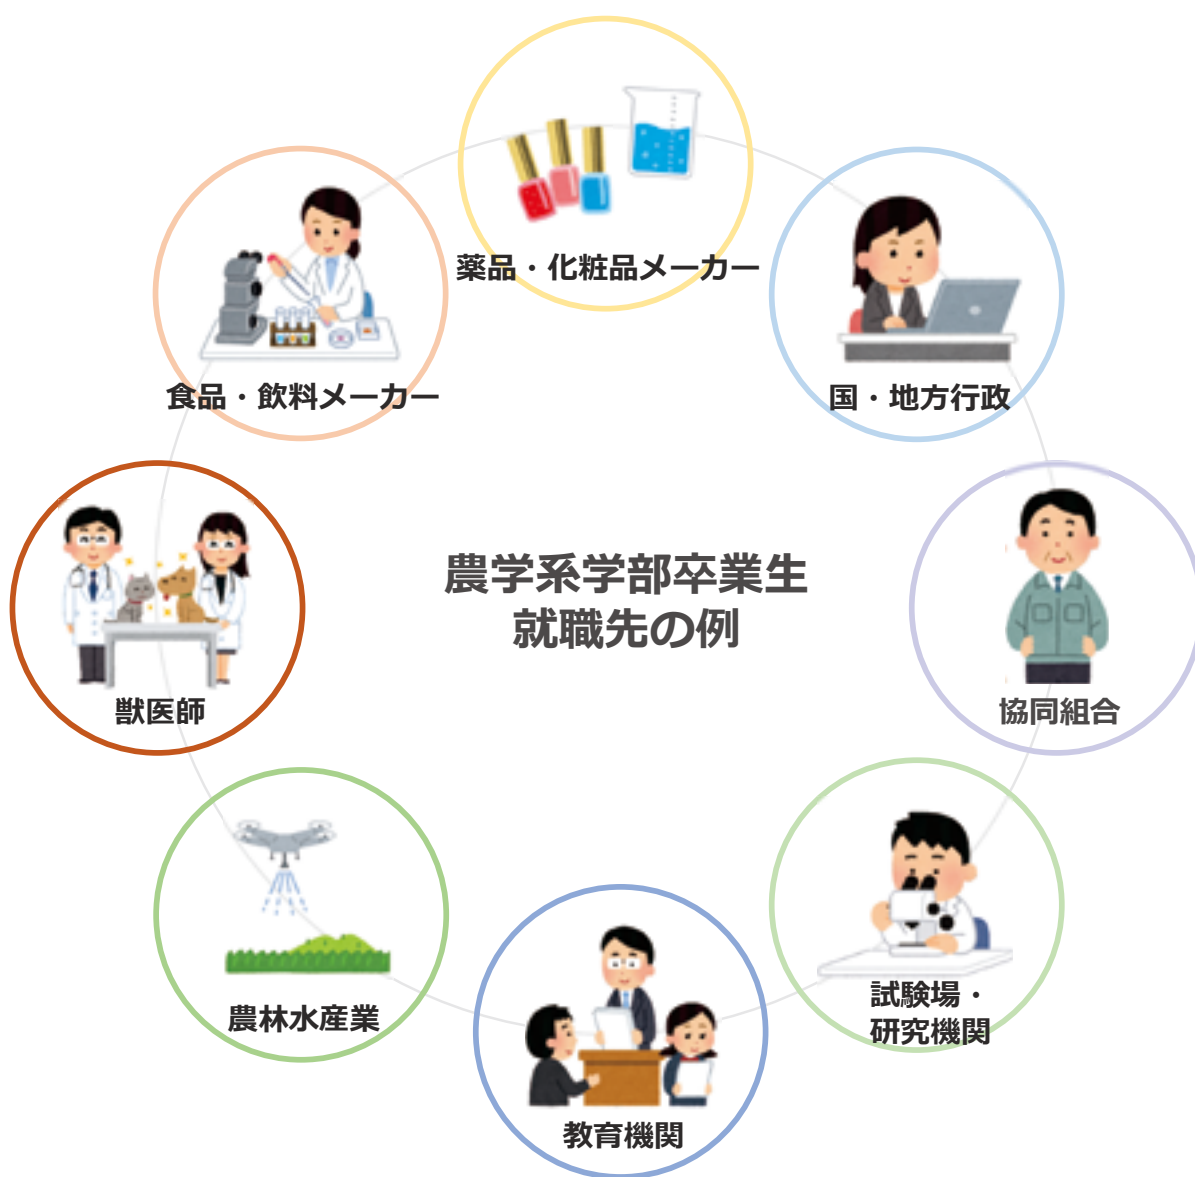 農学系学部卒業生
就職先の例
薬品・化粧品メーカー
国・地方行政
協同組合
試験場・
研究機関
教育機関
農林水産業
獣医師
食品・飲料メーカー